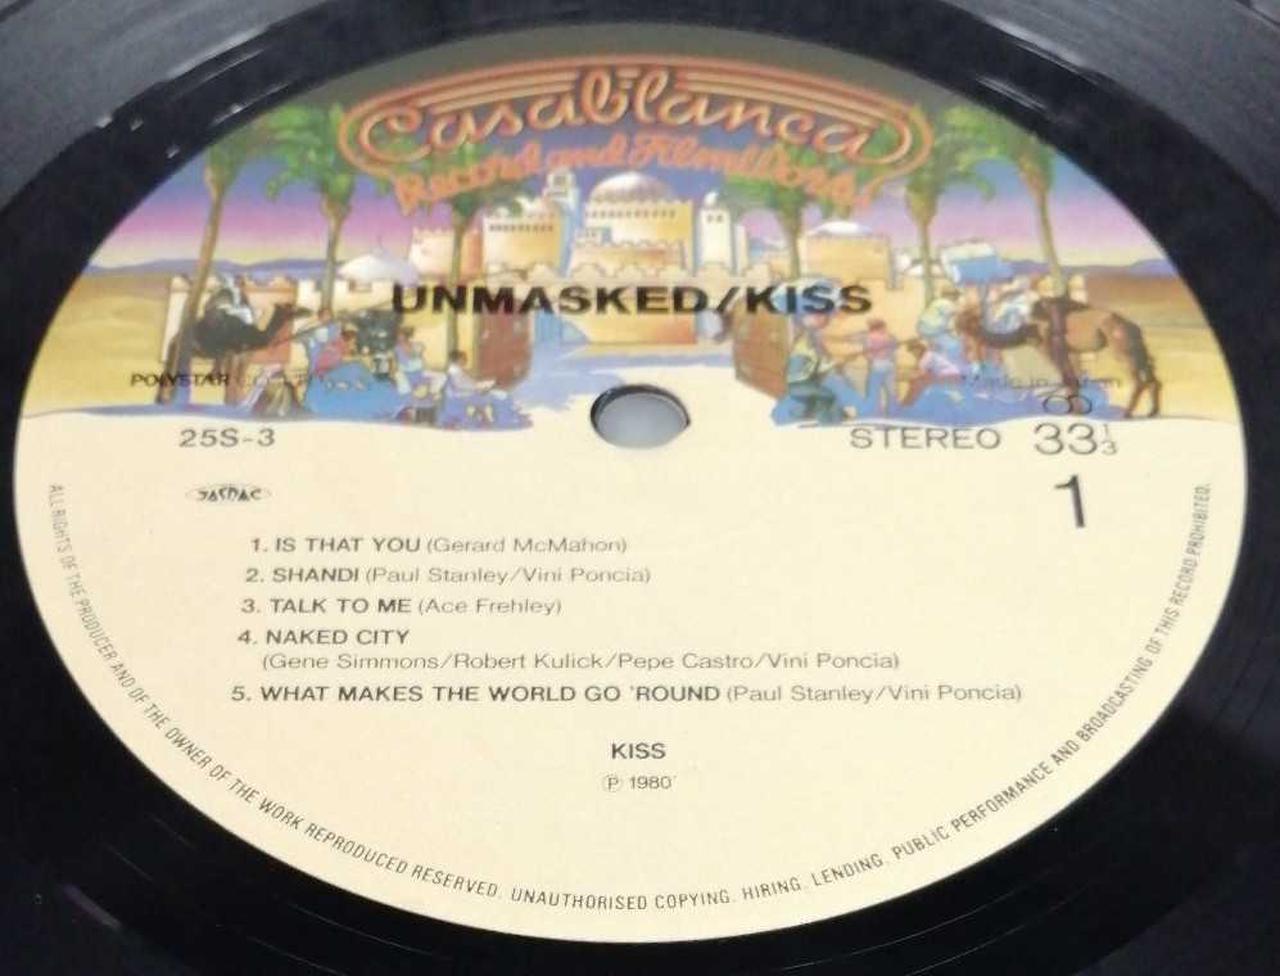 Casablanca
Record and FilmWorks
UNMASKED/KISS
POLYSTAR
Made in Japan
25S-3
STEREO 33 1/3
JASRAC
1
1. IS THAT YOU (Gerard McMahon)
2. SHANDI (Paul Stanley/Vini Poncia)
3. TALK TO ME (Ace Frehley)
4. NAKED CITY
(Gene Simmons/Robert Kulick/Pepe Castro/Vini Poncia)
5. WHAT MAKES THE WORLD GO 'ROUND (Paul Stanley/Vini Poncia)
KISS
Ⓟ 1980
ALL RIGHTS OF THE PRODUCER AND OF THE OWNER OF THE WORK REPRODUCED RESERVED. UNAUTHORISED COPYING. HIRING. LENDING. PUBLIC PERFORMANCE AND BROADCASTING OF THIS RECORD PROHIBITED.